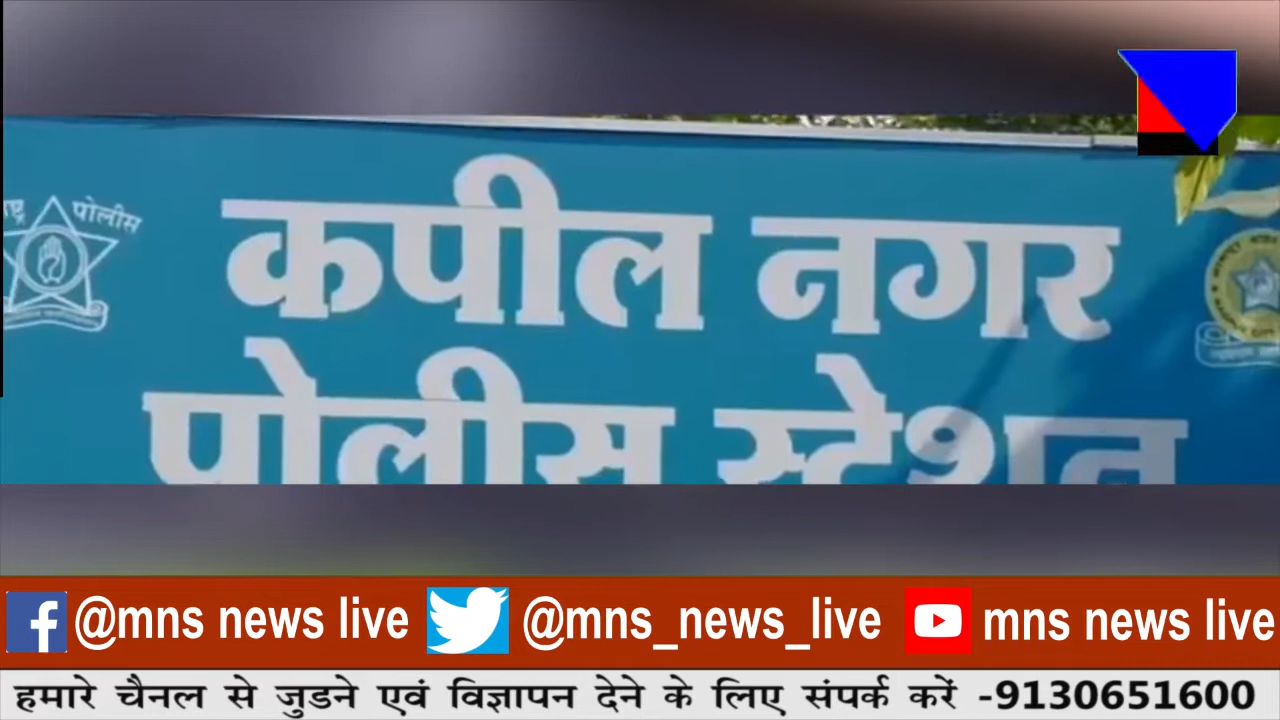 पोलीस
कपील नगर
पोलीस स्टेशन
@mns news live @mns_news_live mns news live
हमारे चैनल से जुडने एवं विज्ञापन देने के लिए संपर्क करें -9130651600